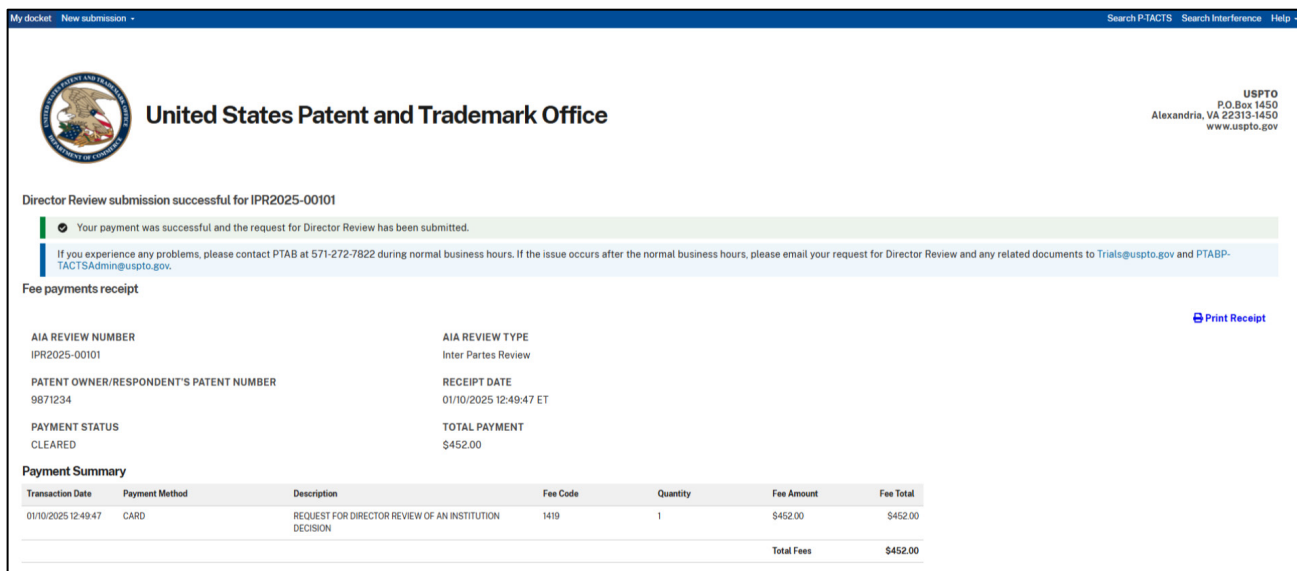 My docket New submission
Search P-TACTS Search Interference Help
United States Patent and Trademark Office
USPTO
P.O.Box 1450
Alexandria, VA 22313-1450
www.uspto.gov
Director Review submission successful for IPR2025-00101
Your payment was successful and the request for Director Review has been submitted.
If you experience any problems, please contact PTAB at 571-272-7822 during normal business hours. If the issue occurs after the normal business hours, please email your request for Director Review and any related documents to Trials@uspto.gov and PTABP-
TACTSAdmin@uspto.gov.
Fee payments receipt
Print Receipt
AIA REVIEW NUMBER
IPR2025-00101
AIA REVIEW TYPE
Inter Partes Review
PATENT OWNER/RESPONDENT'S PATENT NUMBER
9871234
RECEIPT DATE
01/10/2025 12:49:47 ET
PAYMENT STATUS
CLEARED
TOTAL PAYMENT
$452.00
Payment Summary
Transaction Date Payment Method Description Fee Code Quantity Fee Amount Fee Total
01/10/2025 12:49:47 CARD REQUEST FOR DIRECTOR REVIEW OF AN INSTITUTION 1419 1 $452.00 $452.00
DECISION
Total Fees $452.00